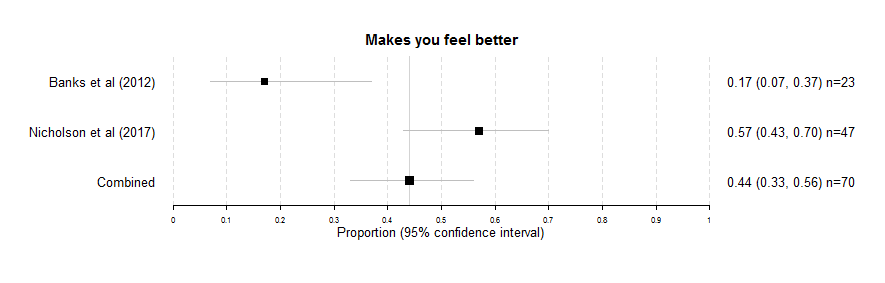 Makes you feel better
Banks et al (2012) 0.17 (0.07, 0.37) n=23
Nicholson et al (2017) 0.57 (0.43, 0.70) n=47
Combined 0.44 (0.33, 0.56) n=70
0 0.1 0.2 0.3 0.4 0.5 0.6 0.7 0.8 0.9 1
Proportion (95% confidence interval)